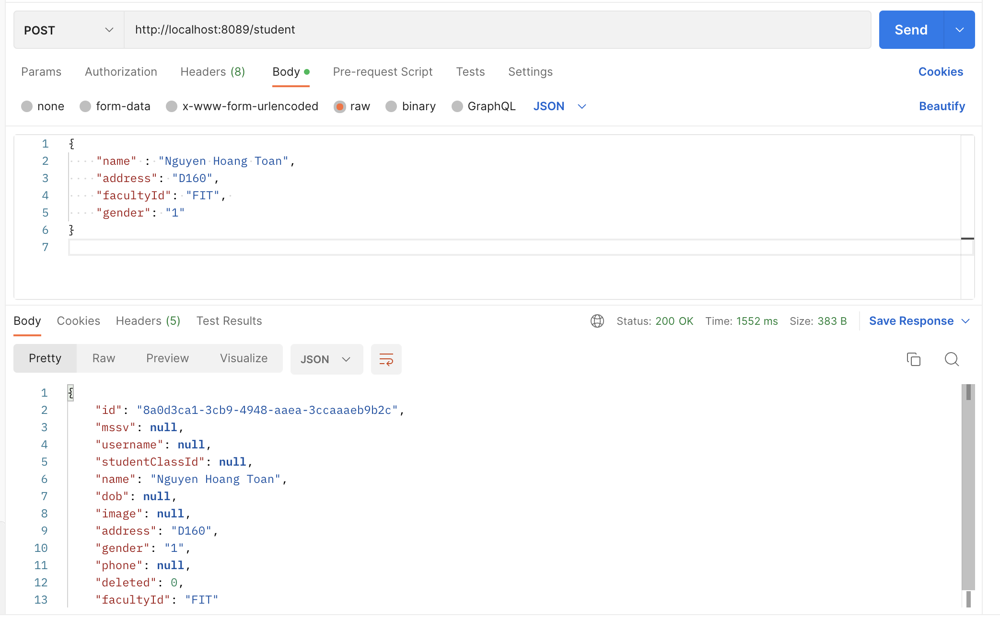 POST http://localhost:8089/student Send
Params Authorization Headers (8) Body Pre-request Script Tests Settings Cookies
none form-data x-www-form-urlencoded raw binary GraphQL JSON Beautify
1 {
2 "name" : "Nguyen Hoang Toan",
3 "address": "D160",
4 "facultyId": "FIT",
5 "gender": "1"
6 }
7
Body Cookies Headers (5) Test Results Status: 200 OK Time: 1552 ms Size: 383 B Save Response
Pretty Raw Preview Visualize JSON
1 {
2 "id": "8a0d3ca1-3cb9-4948-aaea-3ccaaaeb9b2c",
3 "mssv": null,
4 "username": null,
5 "studentClassId": null,
6 "name": "Nguyen Hoang Toan",
7 "dob": null,
8 "image": null,
9 "address": "D160",
10 "gender": "1",
11 "phone": null,
12 "deleted": 0,
13 "facultyId": "FIT"